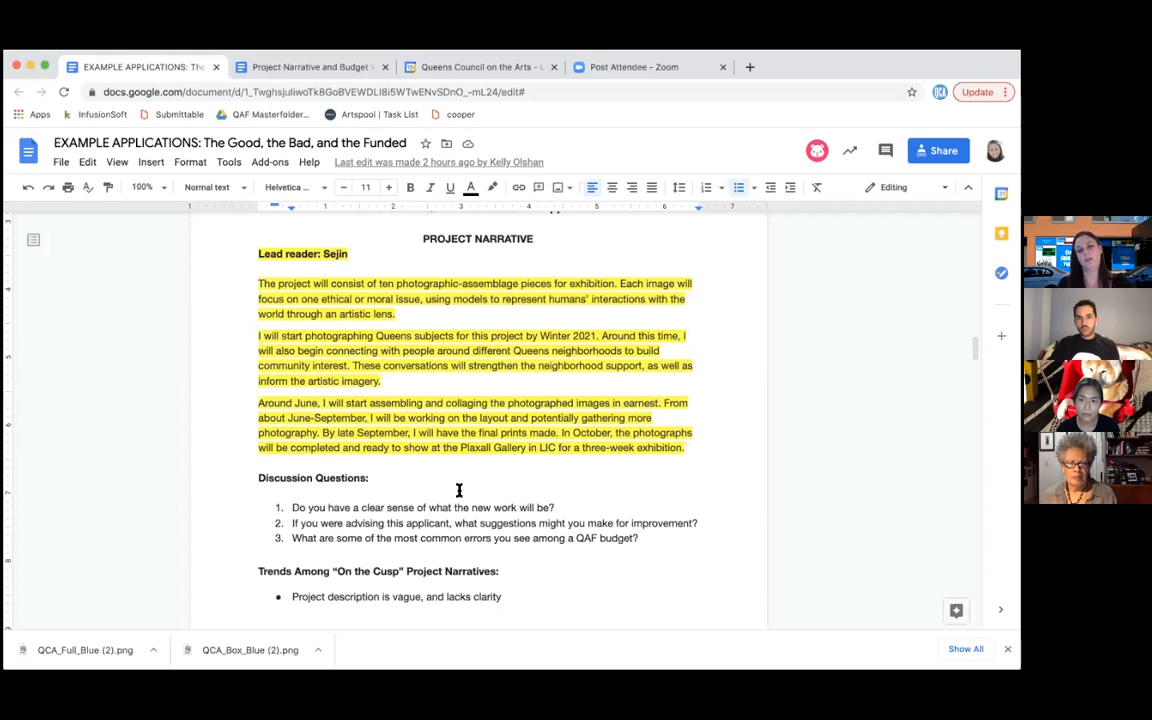 EXAMPLE APPLICATIONS: The
Project Narrative and Budget
Queens Council on the Arts -
Post Attendee - Zoom
docs.google.com/document/d/1_TwghsjuliwoTk8GoBVEWDLI8i5WTwENvSDnO_-mL24/edit#
Update
Apps
InfusionSoft
Submittable
QAF Masterfolder...
Artspool | Task List
cooper
EXAMPLE APPLICATIONS: The Good, the Bad, and the Funded
File Edit View Insert Format Tools Add-ons Help Last edit was made 2 hours ago by Kelly Olshan
Share
100% Normal text Helvetica ... 11 B I U A Editing
1 1 2 3 4 5 6 7
PROJECT NARRATIVE
Lead reader: Sejin
The project will consist of ten photographic-assemblage pieces for exhibition. Each image will
focus on one ethical or moral issue, using models to represent humans' interactions with the
world through an artistic lens.
I will start photographing Queens subjects for this project by Winter 2021. Around this time, I
will also begin connecting with people around different Queens neighborhoods to build
community interest. These conversations will strengthen the neighborhood support, as well as
inform the artistic imagery.
Around June, I will start assembling and collaging the photographed images in earnest. From
about June-September, I will be working on the layout and potentially gathering more
photography. By late September, I will have the final prints made. In October, the photographs
will be completed and ready to show at the Plaxall Gallery in LIC for a three-week exhibition.
Discussion Questions:
1. Do you have a clear sense of what the new work will be?
2. If you were advising this applicant, what suggestions might you make for improvement?
3. What are some of the most common errors you see among a QAF budget?
Trends Among “On the Cusp” Project Narratives:
● Project description is vague, and lacks clarity
QCA_Full_Blue (2).png
QCA_Box_Blue (2).png
Show All